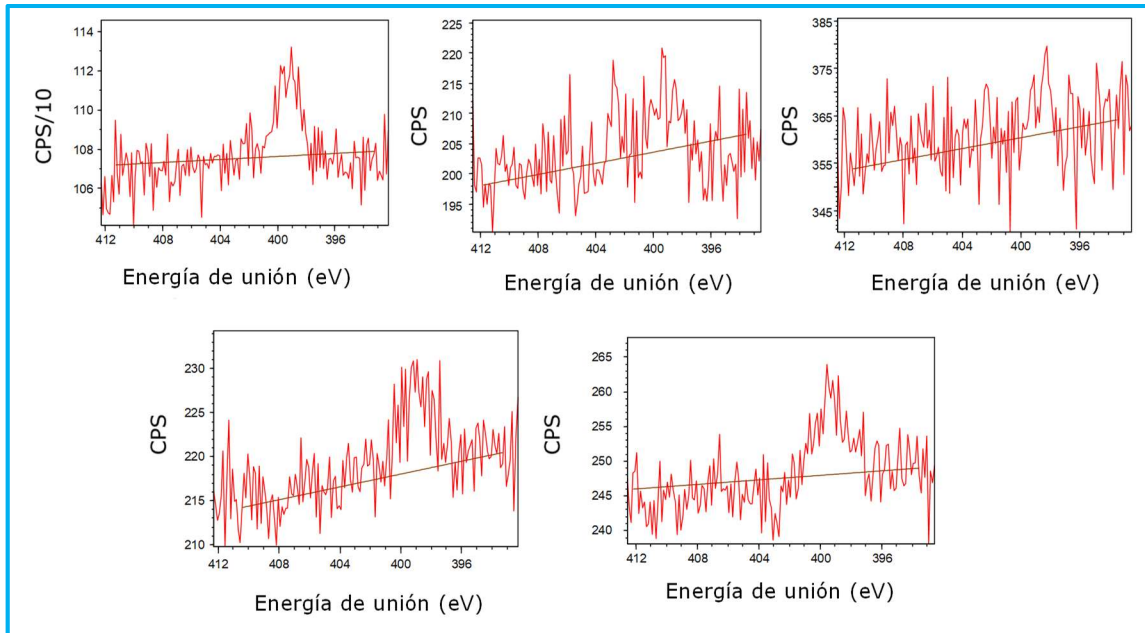 CPS/10
114
112
110
108
106
412 408 404 400 396
Energía de unión (eV)
CPS
225
220
215
210
205
200
195
412 408 404 400 396
Energía de unión (eV)
CPS
385
375
365
355
345
412 408 404 400 396
Energía de unión (eV)
CPS
230
225
220
215
210
412 408 404 400 396
Energía de unión (eV)
CPS
265
260
255
250
245
240
412 408 404 400 396
Energía de unión (eV)